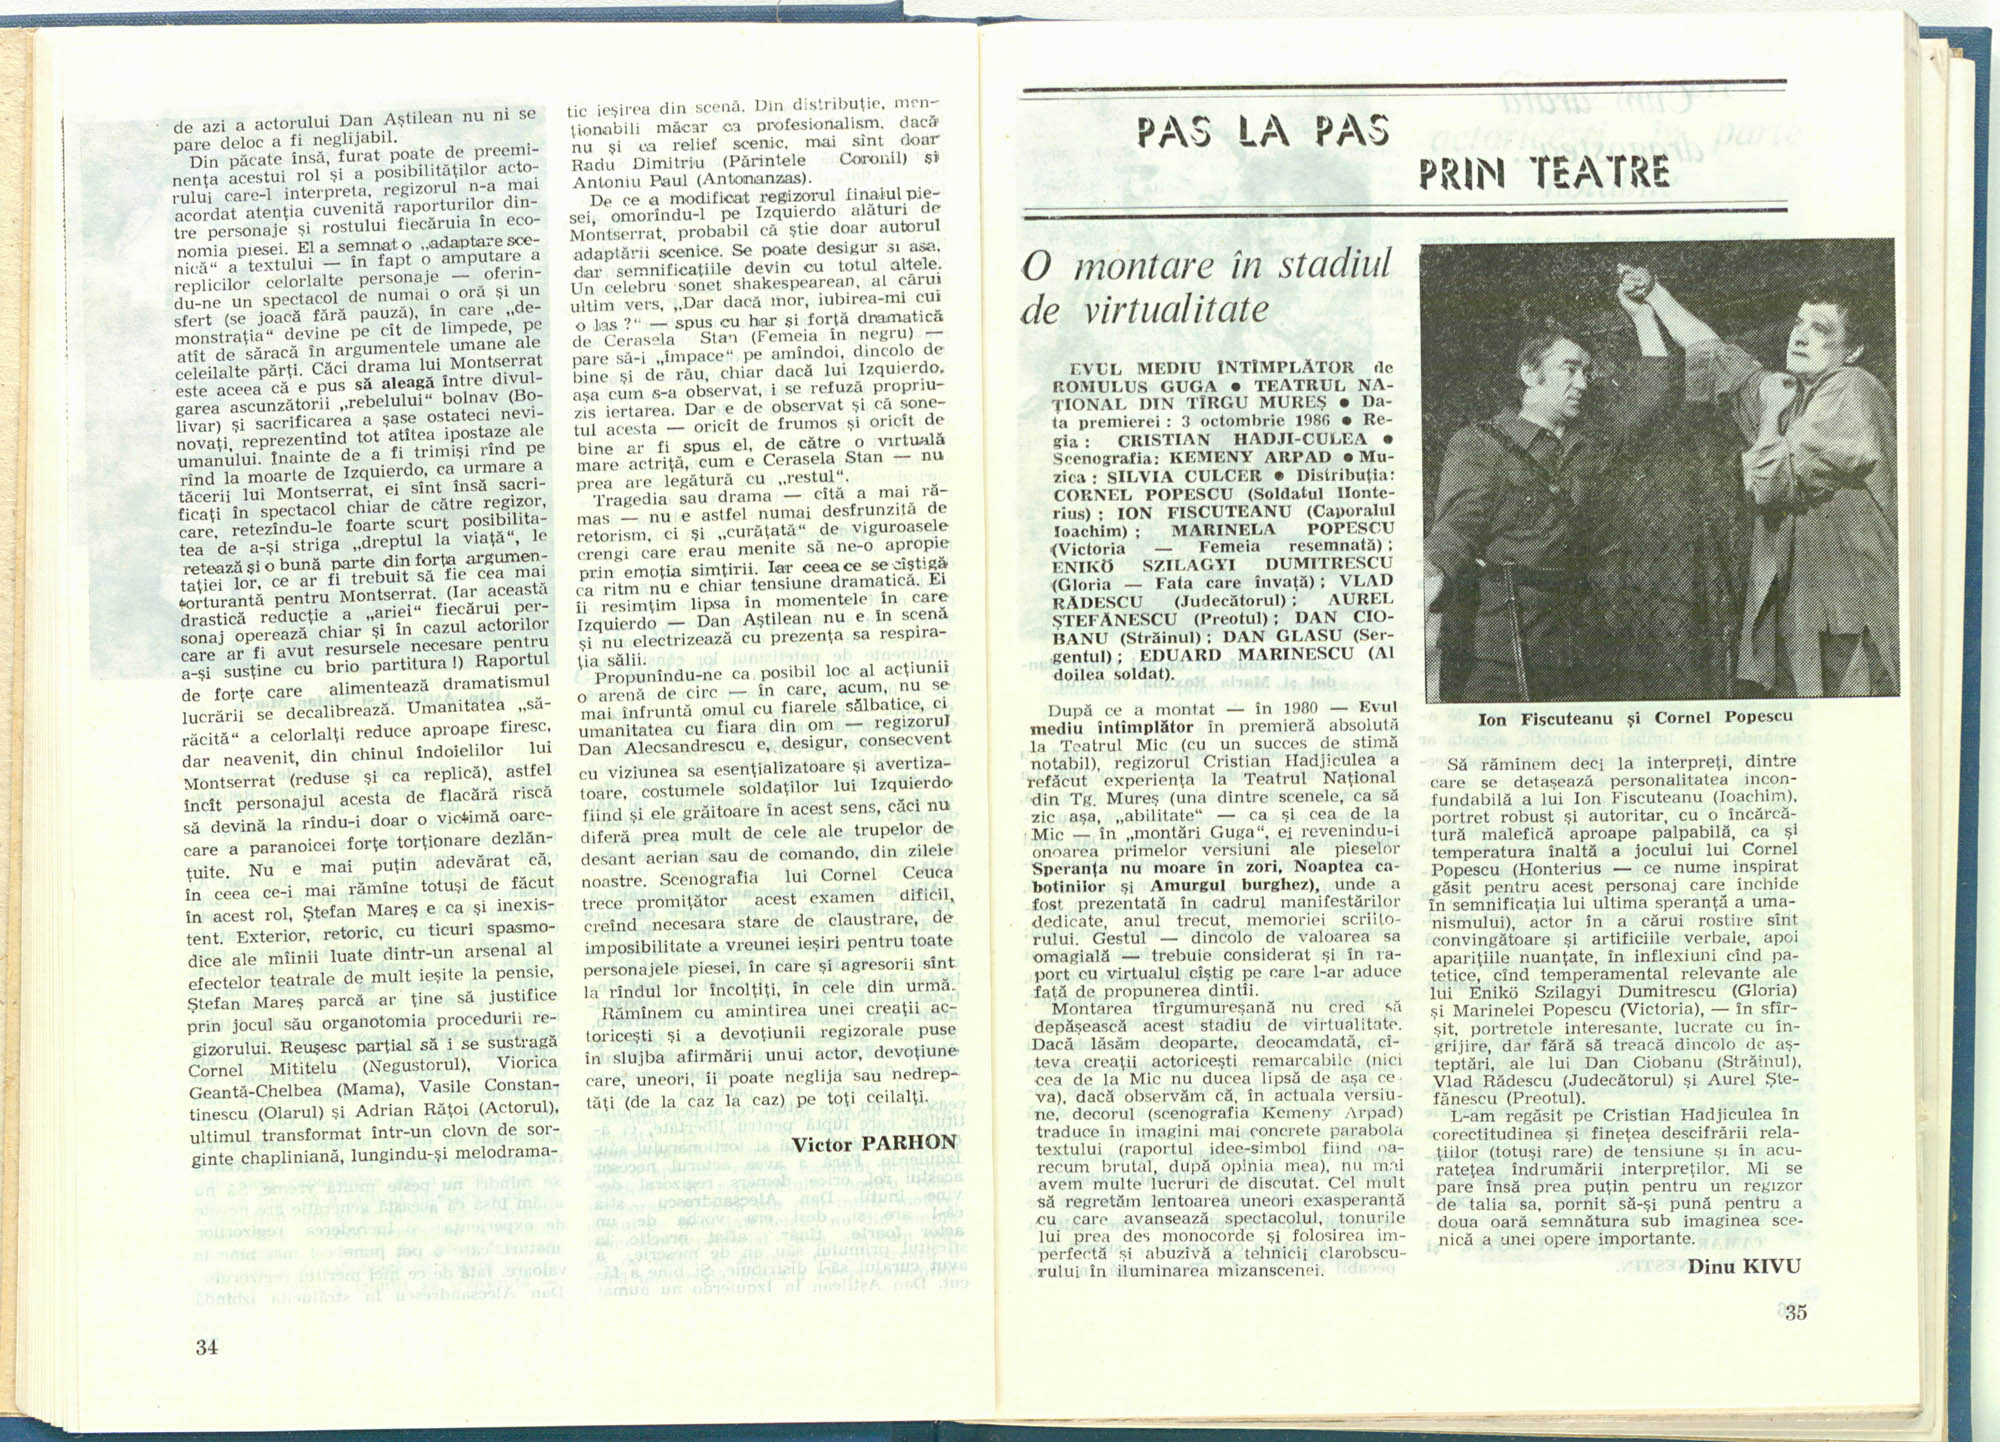 de azi a actorului Dan Aștilean nu ni se
pare deloc a fi neglijabil.
Din păcate însă, furat poate de preemi-
nența acestui rol și a posibilităților acto-
rului care-l interpreta, regizorul n-a mai
acordat atenția cuvenită raporturilor din-
tre personaje și rostului fiecăruia în eco-
nomia piesei. El a semnat o „adaptare sce-
nică“ a textului — în fapt o amputare a
replicilor celorlalte personaje — oferin-
du-ne un spectacol de numai o oră și un
sfert (se joacă fără pauză), în care „de-
monstrația“ devine pe cît de limpede, pe
atît de săracă în argumentele umane ale
celeilalte părți. Căci drama lui Montserrat
este aceea că e pus să aleagă între divul-
garea ascunzătorii „rebelului“ bolnav (Bo-
livar) și sacrificarea a șase ostateci nevi-
novați, reprezentînd tot atîtea ipostaze ale
umanului. Înainte de a fi trimiși rînd pe
rînd la moarte de Izquierdo, ca urmare a
tăcerii lui Montserrat, ei sînt însă sacri-
ficați în spectacol chiar de către regizor,
care, retezîndu-le foarte scurt posibilita-
tea de a-și striga „dreptul la viață“, le
retează și o bună parte din forța argumen-
tației lor, ce ar fi trebuit să fie cea mai
torturantă pentru Montserrat. (Iar această
drastică reducție a „ariei“ fiecărui per-
sonaj operează chiar și în cazul actorilor
care ar fi avut resursele necesare pentru
a-și susține cu brio partitura !) Raportul
de forțe care alimentează dramatismul
lucrării se decalibrează. Umanitatea „să-
răcită“ a celorlalți reduce aproape firesc,
dar neavenit, din chinul îndoielilor lui
Montserrat (reduse și ca replică), astfel
încît personajul acesta de flacără riscă
să devină la rîndu-i doar o victimă oare-
care a paranoicei forțe torționare dezlăn-
țuite. Nu e mai puțin adevărat că,
în ceea ce-i mai rămîne totuși de făcut
în acest rol, Ștefan Mareș e ca și inexis-
tent. Exterior, retoric, cu ticuri spasmo-
dice ale mîinii luate dintr-un arsenal al
efectelor teatrale de mult ieșite la pensie,
Ștefan Mareș parcă ar ține să justifice
prin jocul său organotomia procedurii re-
gizorului. Reușesc parțial să i se sustragă
Cornel Mititelu (Negustorul), Viorica
Geantă-Chelbea (Mama), Vasile Constan-
tinescu (Olarul) și Adrian Rățoi (Actorul),
ultimul transformat într-un clovn de sor-
ginte chapliniană, lungindu-și melodrama-
tic ieșirea din scenă. Din distribuție, men-
ționabili măcar ca profesionalism, dacă
nu și ca relief scenic, mai sînt doar
Radu Dimitriu (Părintele Coronil) și
Antoniu Paul (Antonanzas).
De ce a modificat regizorul finalul pie-
sei, omorîndu-l pe Izquierdo alături de
Montserrat, probabil că știe doar autorul
adaptării scenice. Se poate desigur și așa,
dar semnificațiile devin cu totul altele.
Un celebru sonet shakespearean, al cărui
ultim vers, „Dar dacă mor, iubirea-mi cui
o las ?“ — spus cu har și forță dramatică
de Cerasela Stan (Femeia în negru) —
pare să-i „împace“ pe amîndoi, dincolo de
bine și de rău, chiar dacă lui Izquierdo,
așa cum s-a observat, i se refuză propriu-
zis iertarea. Dar e de observat și că sone-
tul acesta — oricît de frumos și oricît de
bine ar fi spus el, de către o virtuală
mare actriță, cum e Cerasela Stan — nu
prea are legătură cu „restul“.
Tragedia sau drama — cîtă a mai ră-
mas — nu e astfel numai desfrunzită de
retorism, ci și „curățată“ de viguroasele
crengi care erau menite să ne-o apropie
prin emoția simțirii. Iar ceea ce se cîștigă
ca ritm nu e chiar tensiune dramatică. Ei
îi resimțim lipsa în momentele în care
Izquierdo — Dan Aștilean nu e în scenă
și nu electrizează cu prezența sa respira-
ția sălii.
Propunîndu-ne ca posibil loc al acțiunii
o arenă de circ — în care, acum, nu se
mai înfruntă omul cu fiarele sălbatice, ci
umanitatea cu fiara din om — regizorul
Dan Alecsandrescu e, desigur, consecvent
cu viziunea sa esențializatoare și avertiza-
toare, costumele soldaților lui Izquierdo
fiind și ele grăitoare în acest sens, căci nu
diferă prea mult de cele ale trupelor de
desant aerian sau de comando, din zilele
noastre. Scenografia lui Cornel Ceuca
trece promițător acest examen dificil,
creînd necesara stare de claustrare, de
imposibilitate a vreunei ieșiri pentru toate
personajele piesei, în care și agresorii sînt
la rîndul lor încolțiți, în cele din urmă.
Rămînem cu amintirea unei creații ac-
toricești și a devoțiunii regizorale puse
în slujba afirmării unui actor, devoțiune
care, uneori, îi poate neglija sau nedrep-
tăți (de la caz la caz) pe toți ceilalți.
Victor PARHON
34
PAS LA PAS
PRIN TEATRE
O montare în stadiul
de virtualitate
EVUL MEDIU ÎNTÎMPLĂTOR de
ROMULUS GUGA ● TEATRUL NA-
ȚIONAL DIN TÎRGU MUREȘ ● Da-
ta premierei : 3 octombrie 1986 ● Re-
gia : CRISTIAN HADJI-CULEA ●
Scenografia: KEMENY ARPAD ● Mu-
zica : SILVIA CULCER ● Distribuția:
CORNEL POPESCU (Soldatul Honte-
rius) ; ION FISCUTEANU (Caporalul
Ioachim) ; MARINELA POPESCU
(Victoria — Femeia resemnată) ;
ENIKÖ SZILAGYI DUMITRESCU
(Gloria — Fata care învață) ; VLAD
RĂDESCU (Judecătorul) ; AUREL
ȘTEFĂNESCU (Preotul) ; DAN CIO-
BANU (Străinul) ; DAN GLASU (Ser-
gentul) ; EDUARD MARINESCU (Al
doilea soldat).
După ce a montat — în 1980 — Evul
mediu întîmplător în premieră absolută
la Teatrul Mic (cu un succes de stimă
notabil), regizorul Cristian Hadjiculea a
refăcut experiența la Teatrul Național
din Tg. Mureș (una dintre scenele, ca să
zic așa, „abilitate“ — ca și cea de la
Mic — în „montări Guga“, ei revenindu-i
onoarea primelor versiuni ale pieselor
Speranța nu moare în zori, Noaptea ca-
botinilor și Amurgul burghez), unde a
fost prezentată în cadrul manifestărilor
dedicate, anul trecut, memoriei scriito-
rului. Gestul — dincolo de valoarea sa
omagială — trebuie considerat și în ra-
port cu virtualul cîștig pe care l-ar aduce
față de propunerea dintîi.
Montarea tîrgumureșană nu cred să
depășească acest stadiu de virtualitate.
Dacă lăsăm deoparte, deocamdată, cî-
teva creații actoricești remarcabile (nici
cea de la Mic nu ducea lipsă de așa ce-
va), dacă observăm că, în actuala versiu-
ne, decorul (scenografia Kemeny Arpad)
traduce în imagini mai concrete parabola
textului (raportul idee-simbol fiind oa-
recum brutal, după opinia mea), nu mai
avem multe lucruri de discutat. Cel mult
să regretăm lentoarea uneori exasperantă
cu care avansează spectacolul, tonurile
lui prea des monocorde și folosirea im-
perfectă și abuzivă a tehnicii clarobscu-
rului în iluminarea mizanscenei.
Ion Fiscuteanu și Cornel Popescu
Să rămînem deci la interpreți, dintre
care se detașează personalitatea incon-
fundabilă a lui Ion Fiscuteanu (Ioachim),
portret robust și autoritar, cu o încărcă-
tură malefică aproape palpabilă, ca și
temperatura înaltă a jocului lui Cornel
Popescu (Honterius — ce nume inspirat
găsit pentru acest personaj care închide
în semnificația lui ultima speranță a uma-
nismului), actor în a cărui rostire sînt
convingătoare și artificiile verbale, apoi
aparițiile nuanțate, în inflexiuni cînd pa-
tetice, cînd temperamental relevante ale
lui Enikö Szilagyi Dumitrescu (Gloria)
și Marinelei Popescu (Victoria), — în sfîr-
șit, portretele interesante, lucrate cu în-
grijire, dar fără să treacă dincolo de aș-
teptări, ale lui Dan Ciobanu (Străinul),
Vlad Rădescu (Judecătorul) și Aurel Ște-
fănescu (Preotul).
L-am regăsit pe Cristian Hadjiculea în
corectitudinea și finețea descifrării rela-
țiilor (totuși rare) de tensiune și în acu-
ratețea îndrumării interpreților. Mi se
pare însă prea puțin pentru un regizor
de talia sa, pornit să-și pună pentru a
doua oară semnătura sub imaginea sce-
nică a unei opere importante.
Dinu KIVU
35